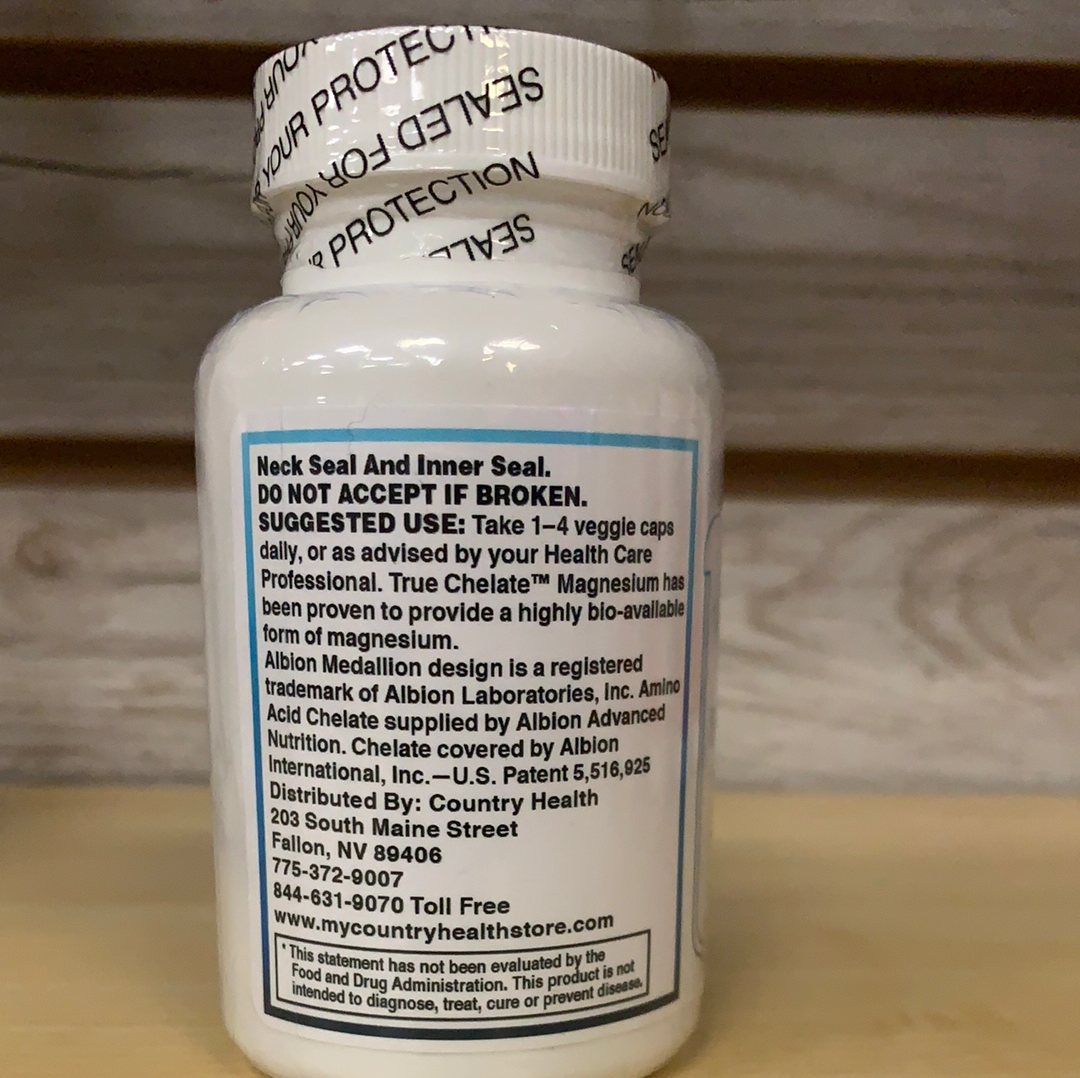 YOUR PROTECT
SEALED FOR YOUR
PROTECTION
SEAL
Neck Seal And Inner Seal.
DO NOT ACCEPT IF BROKEN.
SUGGESTED USE: Take 1–4 veggie caps
daily, or as advised by your Health Care
Professional. True Chelate™ Magnesium has
been proven to provide a highly bio-available
form of magnesium.
Albion Medallion design is a registered
trademark of Albion Laboratories, Inc. Amino
Acid Chelate supplied by Albion Advanced
Nutrition. Chelate covered by Albion
International, Inc.—U.S. Patent 5,516,925
Distributed By: Country Health
203 South Maine Street
Fallon, NV 89406
775-372-9007
844-631-9070 Toll Free
www.mycountryhealthstore.com
* This statement has not been evaluated by the
Food and Drug Administration. This product is not
intended to diagnose, treat, cure or prevent disease.